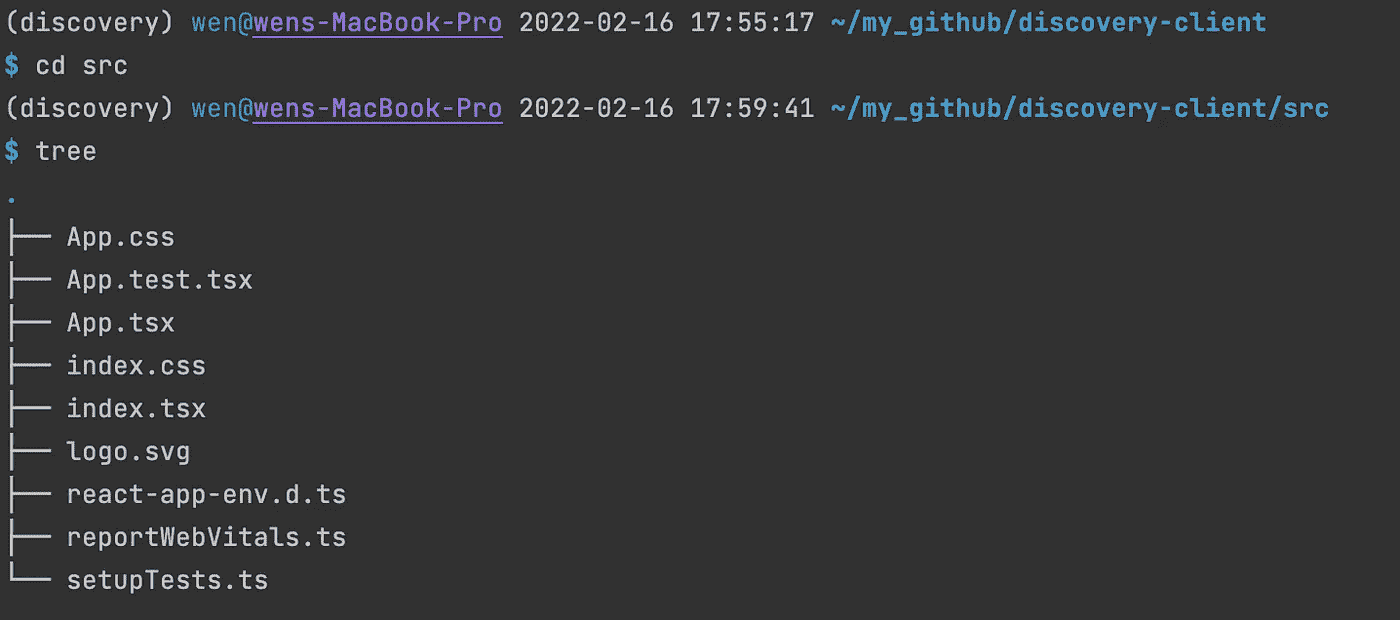 (discovery) wen@wens-MacBook-Pro 2022-02-16 17:55:17 ~/my_github/discovery-client
$ cd src
(discovery) wen@wens-MacBook-Pro 2022-02-16 17:59:41 ~/my_github/discovery-client/src
$ tree
.
├── App.css
├── App.test.tsx
├── App.tsx
├── index.css
├── index.tsx
├── logo.svg
├── react-app-env.d.ts
├── reportWebVitals.ts
└── setupTests.ts